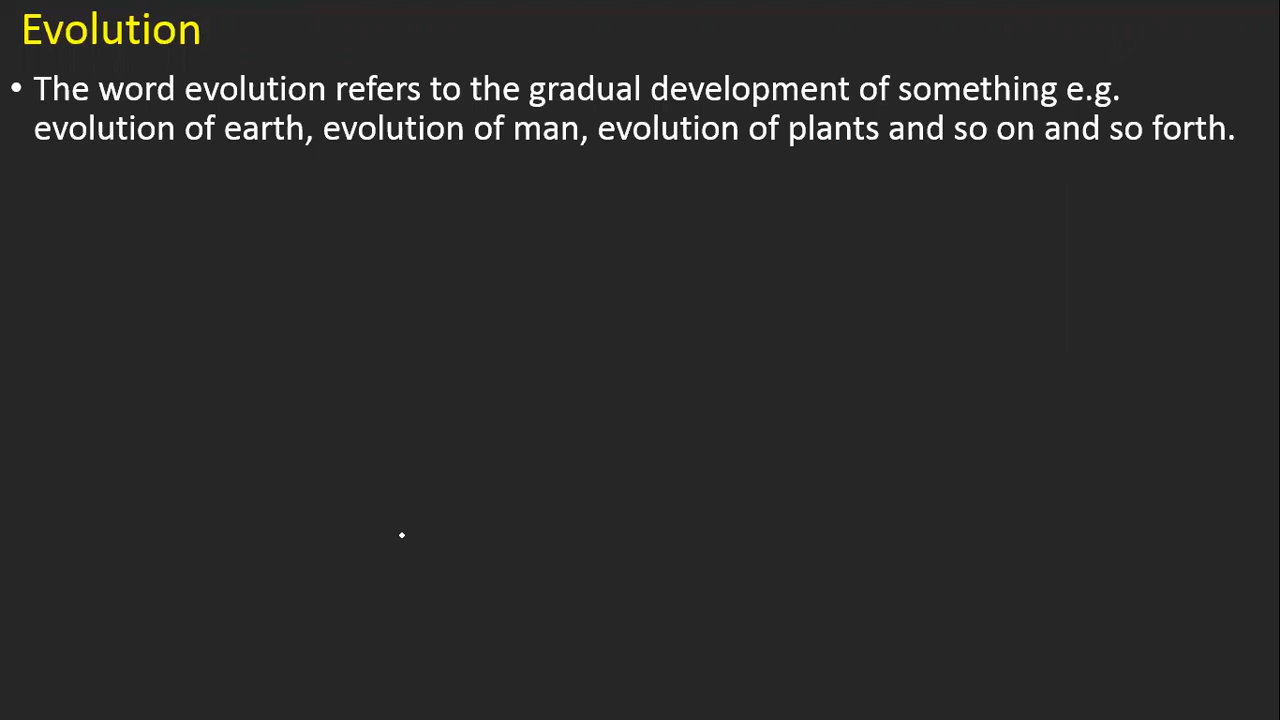 Evolution
• The word evolution refers to the gradual development of something e.g.
evolution of earth, evolution of man, evolution of plants and so on and so forth.